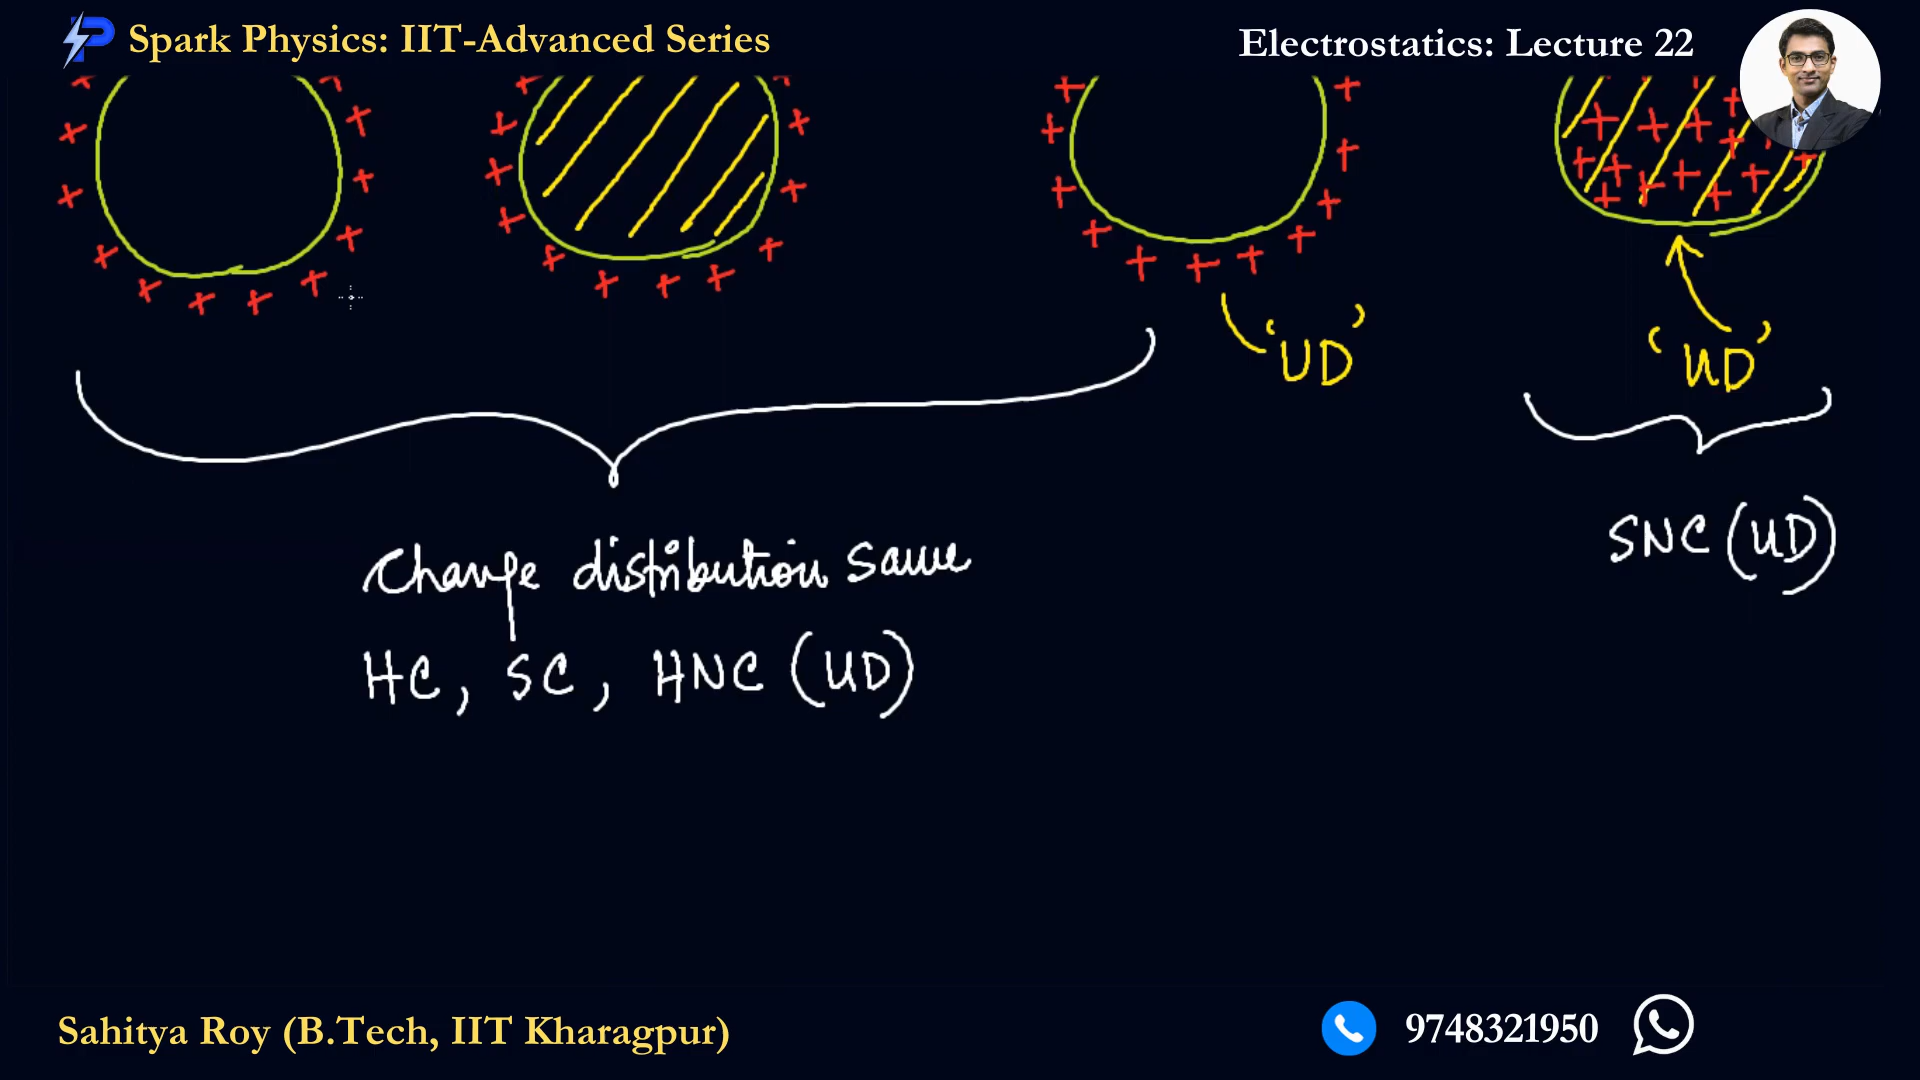 Spark Physics: IIT-Advanced Series
Electrostatics: Lecture 22
'UD'
'UD'
Charge distribution same
HC, SC, HNC (UD)
SNC (UD)
Sahitya Roy (B.Tech, IIT Kharagpur)
9748321950